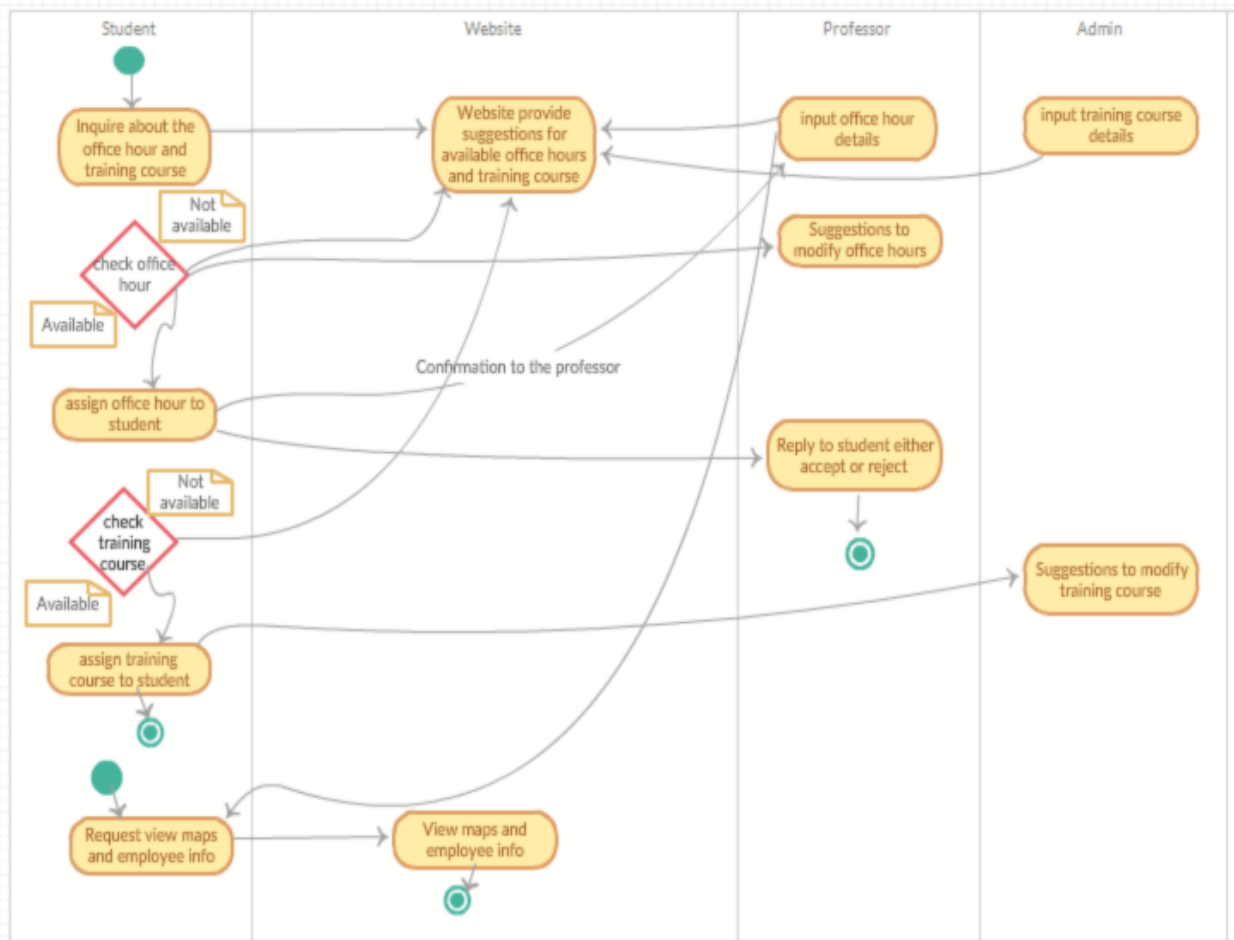 Student
Website
Professor
Admin
Inquire about the
office hour and
training course
Website provide
suggestions for
available office hours
and training course
input office hour
details
input training course
details
Not
available
check office
hour
Suggestions to
modify office hours
Available
Confirmation to the professor
assign office hour to
student
Reply to student either
accept or reject
Not
available
check
training
course
Suggestions to modify
training course
Available
assign training
course to student
Request view maps
and employee info
View maps and
employee info